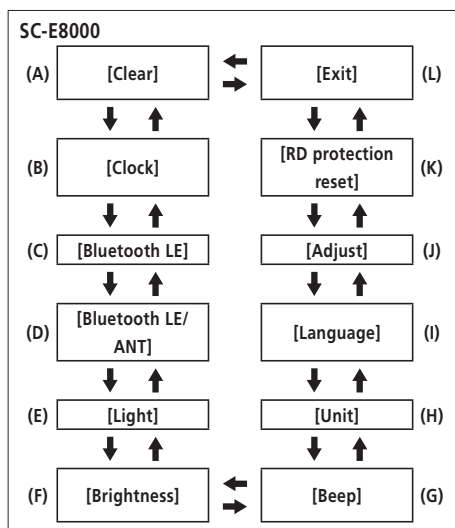 SC-E8000
(A) [Clear] [Exit] (L)
(B) [Clock] [RD protection
reset] (K)
(C) [Bluetooth LE] [Adjust] (J)
(D) [Bluetooth LE/
ANT] [Language] (I)
(E) [Light] [Unit] (H)
(F) [Brightness] [Beep] (G)